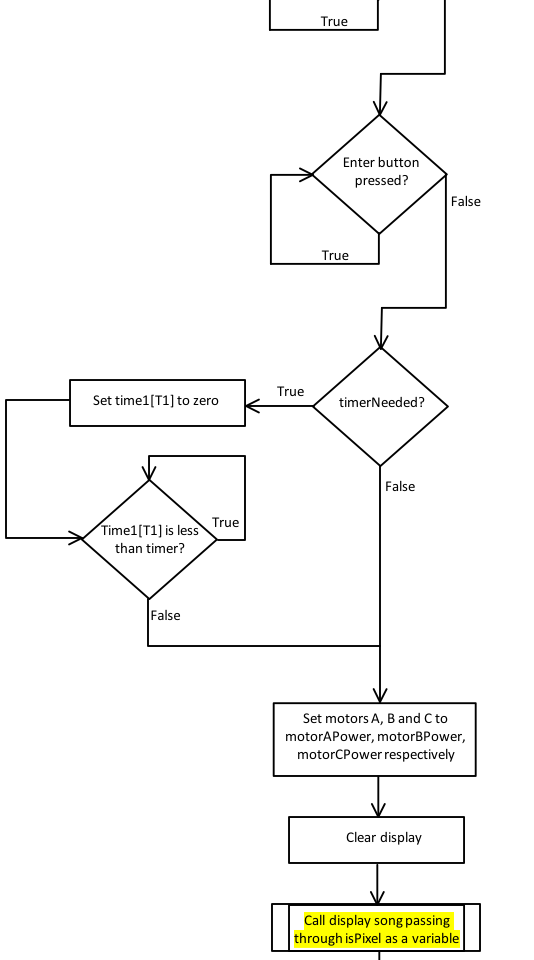 True
Enter button
pressed?
False
True
timerNeeded?
True
Set time1[T1] to zero
False
Time1[T1] is less
than timer?
True
False
Set motors A, B and C to
motorAPower, motorBPower,
motorCPower respectively
Clear display
Call display song passing
through isPixel as a variable